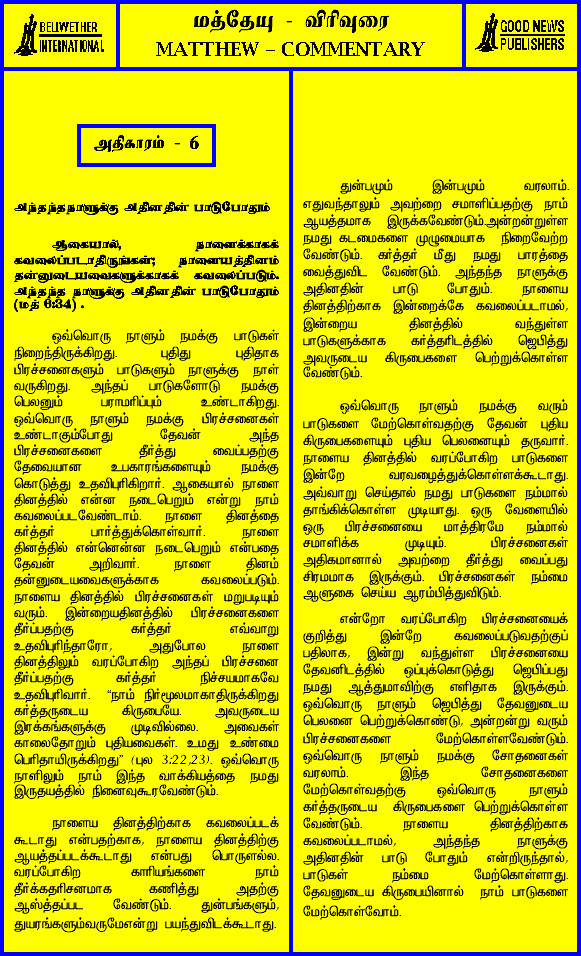 BELIWETHER
INTERNATIONAL
மத்தேயு - விரிவுரை
MATTHEW – COMMENTARY
GOOD NEWS
PUBLISHERS
அதிகாரம் - 6
அந்தந்தநாளுக்கு அதினதின் பாடுபோதும்
ஆகையால், நாளைக்காகக்
கவலைப்படாதிருங்கள்; நாளையத்தினம்
தன்னுடையவைகளுக்காகக் கவலைப்படும்.
அந்தந்த நாளுக்கு அதினதின் பாடுபோதும்
(மத் 6:34) .
ஒவ்வொரு நாளும் நமக்கு பாடுகள்
நிறைந்திருக்கிறது. புதிது புதிதாக
பிரச்சனைகளும் பாடுகளும் நாளுக்கு நாள்
வருகிறது. அந்தப் பாடுகளோடு நமக்கு
பெலனும் பராமரிப்பும் உண்டாகிறது.
ஒவ்வொரு நாளும் நமக்கு பிரச்சனைகள்
உண்டாகும்போது தேவன் அந்த
பிரச்சனைகளை தீர்த்து வைப்பதற்கு
தேவையான உபகாரங்களையும் நமக்கு
கொடுத்து உதவிபுரிகிறார். ஆகையால் நாளை
தினத்தில் என்ன நடைபெறும் என்று நாம்
கவலைப்படவேண்டாம். நாளை தினத்தை
கர்த்தர் பார்த்துக்கொள்வார். நாளை
தினத்தில் என்னென்ன நடைபெறும் என்பதை
தேவன் அறிவார். நாளை தினம்
தன்னுடையவைகளுக்காக கவலைப்படும்.
நாளைய தினத்தில் பிரச்சனைகள் மறுபடியும்
வரும். இன்றையதினத்தில் பிரச்சனைகளை
தீர்ப்பதற்கு கர்த்தர் எவ்வாறு
உதவிபுரிந்தாரோ, அதுபோல நாளை
தினத்திலும் வரப்போகிற அந்தப் பிரச்சனை
தீர்ப்பதற்கு கர்த்தர் நிச்சயமாகவே
உதவிபுரிவார். “நாம் நிர்மூலமாகாதிருக்கிறது
கர்த்தருடைய கிருபையே. அவருடைய
இரக்கங்களுக்கு முடிவில்லை. அவைகள்
காலைதோறும் புதியவைகள். உமது உண்மை
பெரிதாயிருக்கிறது” (புல 3:22,23). ஒவ்வொரு
நாளிலும் நாம் இந்த வாக்கியத்தை நமது
இருதயத்தில் நினைவுகூரவேண்டும்.
நாளைய தினத்திற்காக கவலைப்படக்
கூடாது என்பதற்காக, நாளைய தினத்திற்கு
ஆயத்தப்படக்கூடாது என்பது பொருளல்ல.
வரப்போகிற காரியங்களை நாம்
தீர்க்கதரிசனமாக கணித்து அதற்கு
ஆஸ்த்தப்பட வேண்டும். துன்பங்களும்,
துயரங்களும்வருமேஎன்று பயந்துவிடக்கூடாது.
துன்பமும் இன்பமும் வரலாம்.
எதுவந்தாலும் அவற்றை சமாளிப்பதற்கு நாம்
ஆயத்தமாக இருக்கவேண்டும்.அன்றன்றுள்ள
நமது கடமைகளை முழுமையாக நிறைவேற்ற
வேண்டும். கர்த்தர் மீது நமது பாரத்தை
வைத்துவிட வேண்டும். அந்தந்த நாளுக்கு
அதினதின் பாடு போதும். நாளைய
தினத்திற்காக இன்றைக்கே கவலைப்படாமல்,
இன்றைய தினத்தில் வந்துள்ள
பாடுகளுக்காக கர்த்தரிடத்தில் ஜெபித்து
அவருடைய கிருபைகளை பெற்றுக்கொள்ள
வேண்டும்.
ஒவ்வொரு நாளும் நமக்கு வரும்
பாடுகளை மேற்கொள்வதற்கு தேவன் புதிய
கிருபைகளையும் புதிய பெலனையும் தருவார்.
நாளைய தினத்தில் வரப்போகிற பாடுகளை
இன்றே வரவழைத்துக்கொள்ளக்கூடாது.
அவ்வாறு செய்தால் நமது பாடுகளை நம்மால்
தாங்கிக்கொள்ள முடியாது. ஒரு வேளையில்
ஒரு பிரச்சனையை மாத்திரமே நம்மால்
சமாளிக்க முடியும். பிரச்சனைகள்
அதிகமானால் அவற்றை தீர்த்து வைப்பது
சிரமமாக இருக்கும். பிரச்சனைகள் நம்மை
ஆளுகை செய்ய ஆரம்பித்துவிடும்.
என்றோ வரப்போகிற பிரச்சனையைக்
குறித்து இன்றே கவலைப்படுவதற்குப்
பதிலாக, இன்று வந்துள்ள பிரச்சனையை
தேவனிடத்தில் ஒப்புக்கொடுத்து ஜெபிப்பது
நமது ஆத்துமாவிற்கு எளிதாக இருக்கும்.
ஒவ்வொரு நாளும் ஜெபித்து தேவனுடைய
பெலனை பெற்றுக்கொண்டு, அன்றன்று வரும்
பிரச்சனைகளை மேற்கொள்ளவேண்டும்.
ஒவ்வொரு நாளும் நமக்கு சோதனைகள்
வரலாம். இந்த சோதனைகளை
மேற்கொள்வதற்கு ஒவ்வொரு நாளும்
கர்த்தருடைய கிருபைகளை பெற்றுக்கொள்ள
வேண்டும். நாளைய தினத்திற்காக
கவலைப்படாமல், அந்தந்த நாளுக்கு
அதினதின் பாடு போதும் என்றிருந்தால்,
பாடுகள் நம்மை மேற்கொள்ளாது.
தேவனுடைய கிருபையினால் நாம் பாடுகளை
மேற்கொள்வோம்.